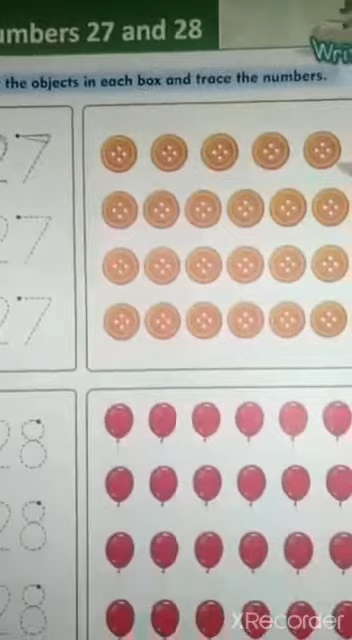 umbers 27 and 28
Wri
the objects in each box and trace the numbers.
27
27
27
28
28
28
XRecorder